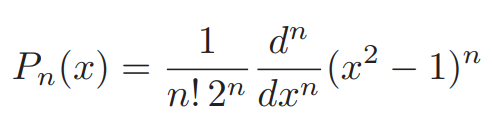 P_n(x) = \frac{1}{n! 2^n} \frac{d^n}{dx^n} (x^2 - 1)^n